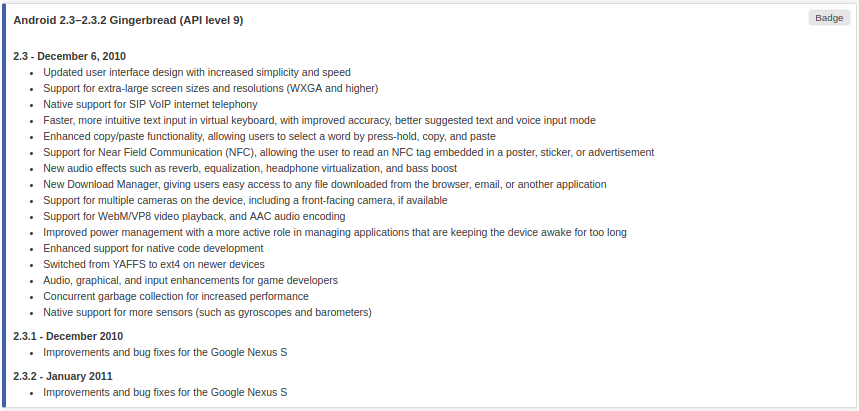 Android 2.3–2.3.2 Gingerbread (API level 9)
Badge
2.3 - December 6, 2010
Updated user interface design with increased simplicity and speed
Support for extra-large screen sizes and resolutions (WXGA and higher)
Native support for SIP VoIP internet telephony
Faster, more intuitive text input in virtual keyboard, with improved accuracy, better suggested text and voice input mode
Enhanced copy/paste functionality, allowing users to select a word by press-hold, copy, and paste
Support for Near Field Communication (NFC), allowing the user to read an NFC tag embedded in a poster, sticker, or advertisement
New audio effects such as reverb, equalization, headphone virtualization, and bass boost
New Download Manager, giving users easy access to any file downloaded from the browser, email, or another application
Support for multiple cameras on the device, including a front-facing camera, if available
Support for WebM/VP8 video playback, and AAC audio encoding
Improved power management with a more active role in managing applications that are keeping the device awake for too long
Enhanced support for native code development
Switched from YAFFS to ext4 on newer devices
Audio, graphical, and input enhancements for game developers
Concurrent garbage collection for increased performance
Native support for more sensors (such as gyroscopes and barometers)
2.3.1 - December 2010
Improvements and bug fixes for the Google Nexus S
2.3.2 - January 2011
Improvements and bug fixes for the Google Nexus S